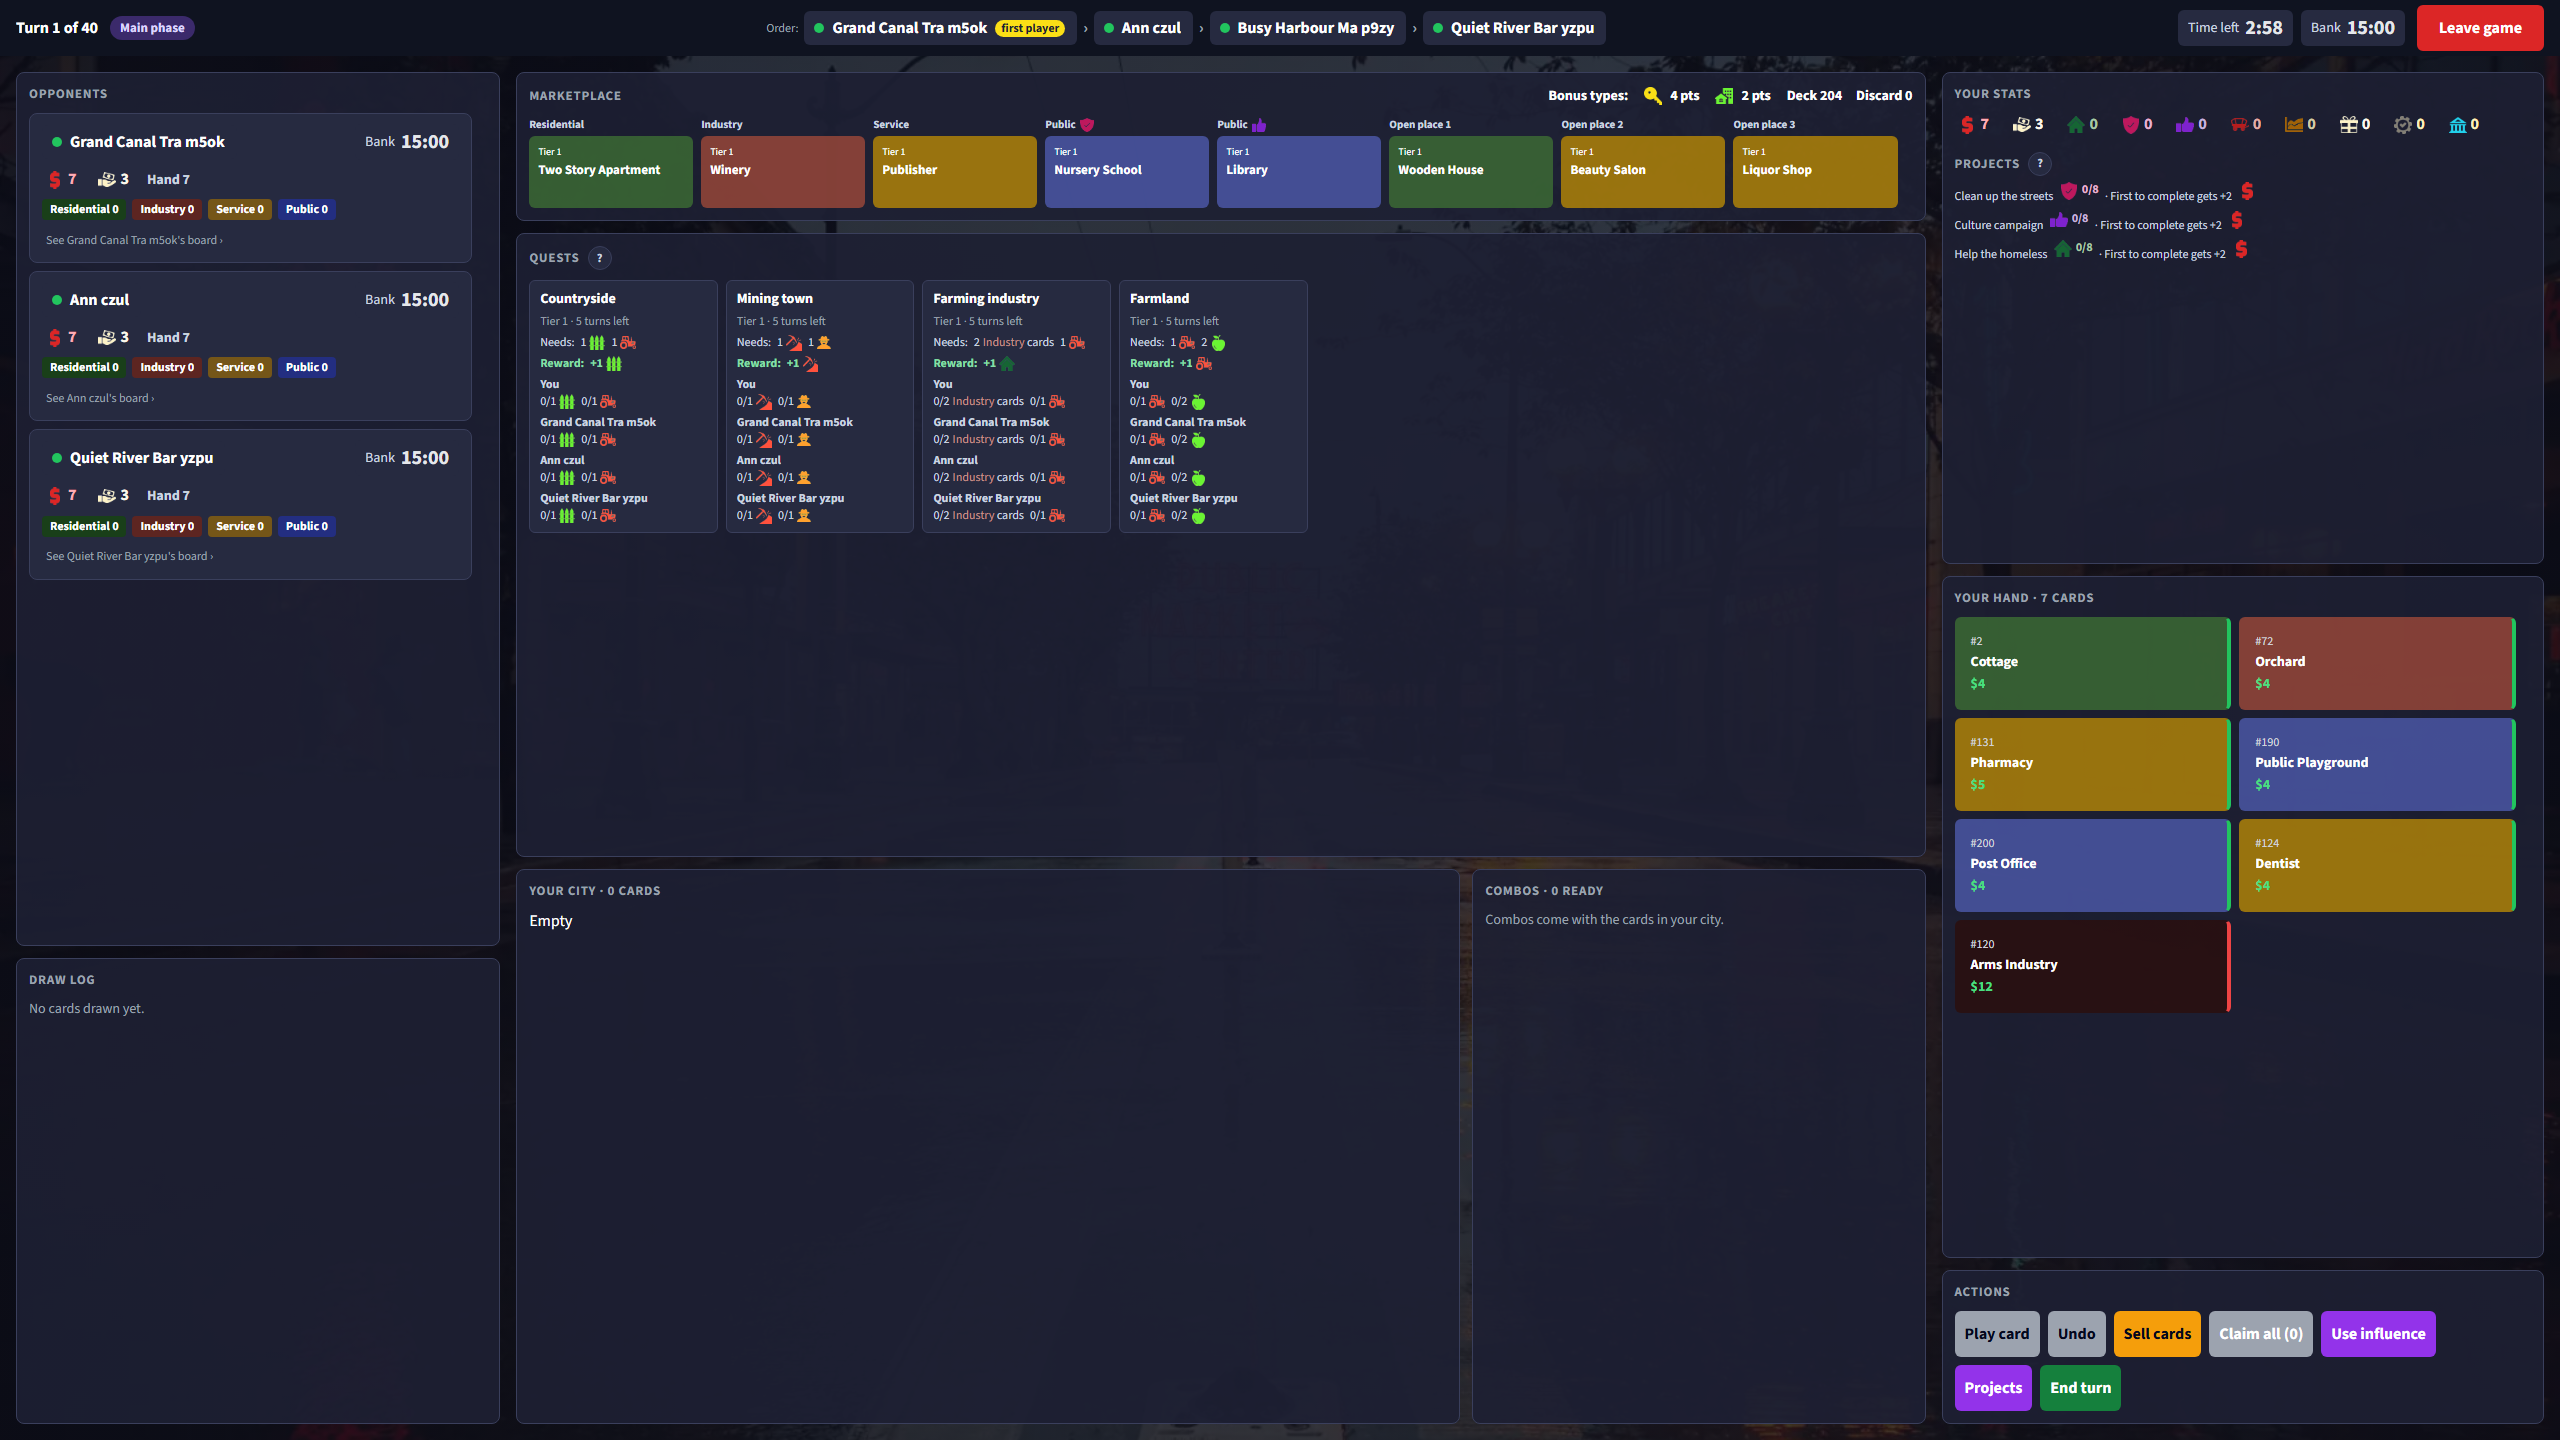 Turn 1 of 40 Main phase
Order: Grand Canal Tra m5ok first player › Ann czul › Busy Harbour Ma p9zy › Quiet River Bar yzpu
Time left 2:58 Bank 15:00 Leave game
OPPONENTS
Grand Canal Tra m5ok Bank 15:00
7 3 Hand 7
Residential 0 Industry 0 Service 0 Public 0
See Grand Canal Tra m5ok's board ›
Ann czul Bank 15:00
7 3 Hand 7
Residential 0 Industry 0 Service 0 Public 0
See Ann czul's board ›
Quiet River Bar yzpu Bank 15:00
7 3 Hand 7
Residential 0 Industry 0 Service 0 Public 0
See Quiet River Bar yzpu's board ›
DRAW LOG
No cards drawn yet.
MARKETPLACE
Bonus types: 4 pts 2 pts Deck 204 Discard 0
Residential Industry Service Public Public Open place 1 Open place 2 Open place 3
Tier 1 Tier 1 Tier 1 Tier 1 Tier 1 Tier 1 Tier 1 Tier 1
Two Story Apartment Winery Publisher Nursery School Library Wooden House Beauty Salon Liquor Shop
QUESTS ?
Countryside
Tier 1 · 5 turns left
Needs: 1 1
Reward: +1
You
0/1 0/1
Grand Canal Tra m5ok
0/1 0/1
Ann czul
0/1 0/1
Quiet River Bar yzpu
0/1 0/1
Mining town
Tier 1 · 5 turns left
Needs: 1 1
Reward: +1
You
0/1 0/1
Grand Canal Tra m5ok
0/1 0/1
Ann czul
0/1 0/1
Quiet River Bar yzpu
0/1 0/1
Farming industry
Tier 1 · 5 turns left
Needs: 2 Industry cards 1
Reward: +1
You
0/2 Industry cards 0/1
Grand Canal Tra m5ok
0/2 Industry cards 0/1
Ann czul
0/2 Industry cards 0/1
Quiet River Bar yzpu
0/2 Industry cards 0/1
Farmland
Tier 1 · 5 turns left
Needs: 1 2
Reward: +1
You
0/1 0/2
Grand Canal Tra m5ok
0/1 0/2
Ann czul
0/1 0/2
Quiet River Bar yzpu
0/1 0/2
YOUR CITY · 0 CARDS
Empty
COMBOS · 0 READY
Combos come with the cards in your city.
YOUR STATS
7 3 0 0 0 0 0 0 0 0
PROJECTS ?
Clean up the streets 0/8 · First to complete gets +2
Culture campaign 0/8 · First to complete gets +2
Help the homeless 0/8 · First to complete gets +2
YOUR HAND · 7 CARDS
#2
Cottage
$4
#72
Orchard
$4
#131
Pharmacy
$5
#190
Public Playground
$4
#200
Post Office
$4
#124
Dentist
$4
#120
Arms Industry
$12
ACTIONS
Play card Undo Sell cards Claim all (0) Use influence
Projects End turn